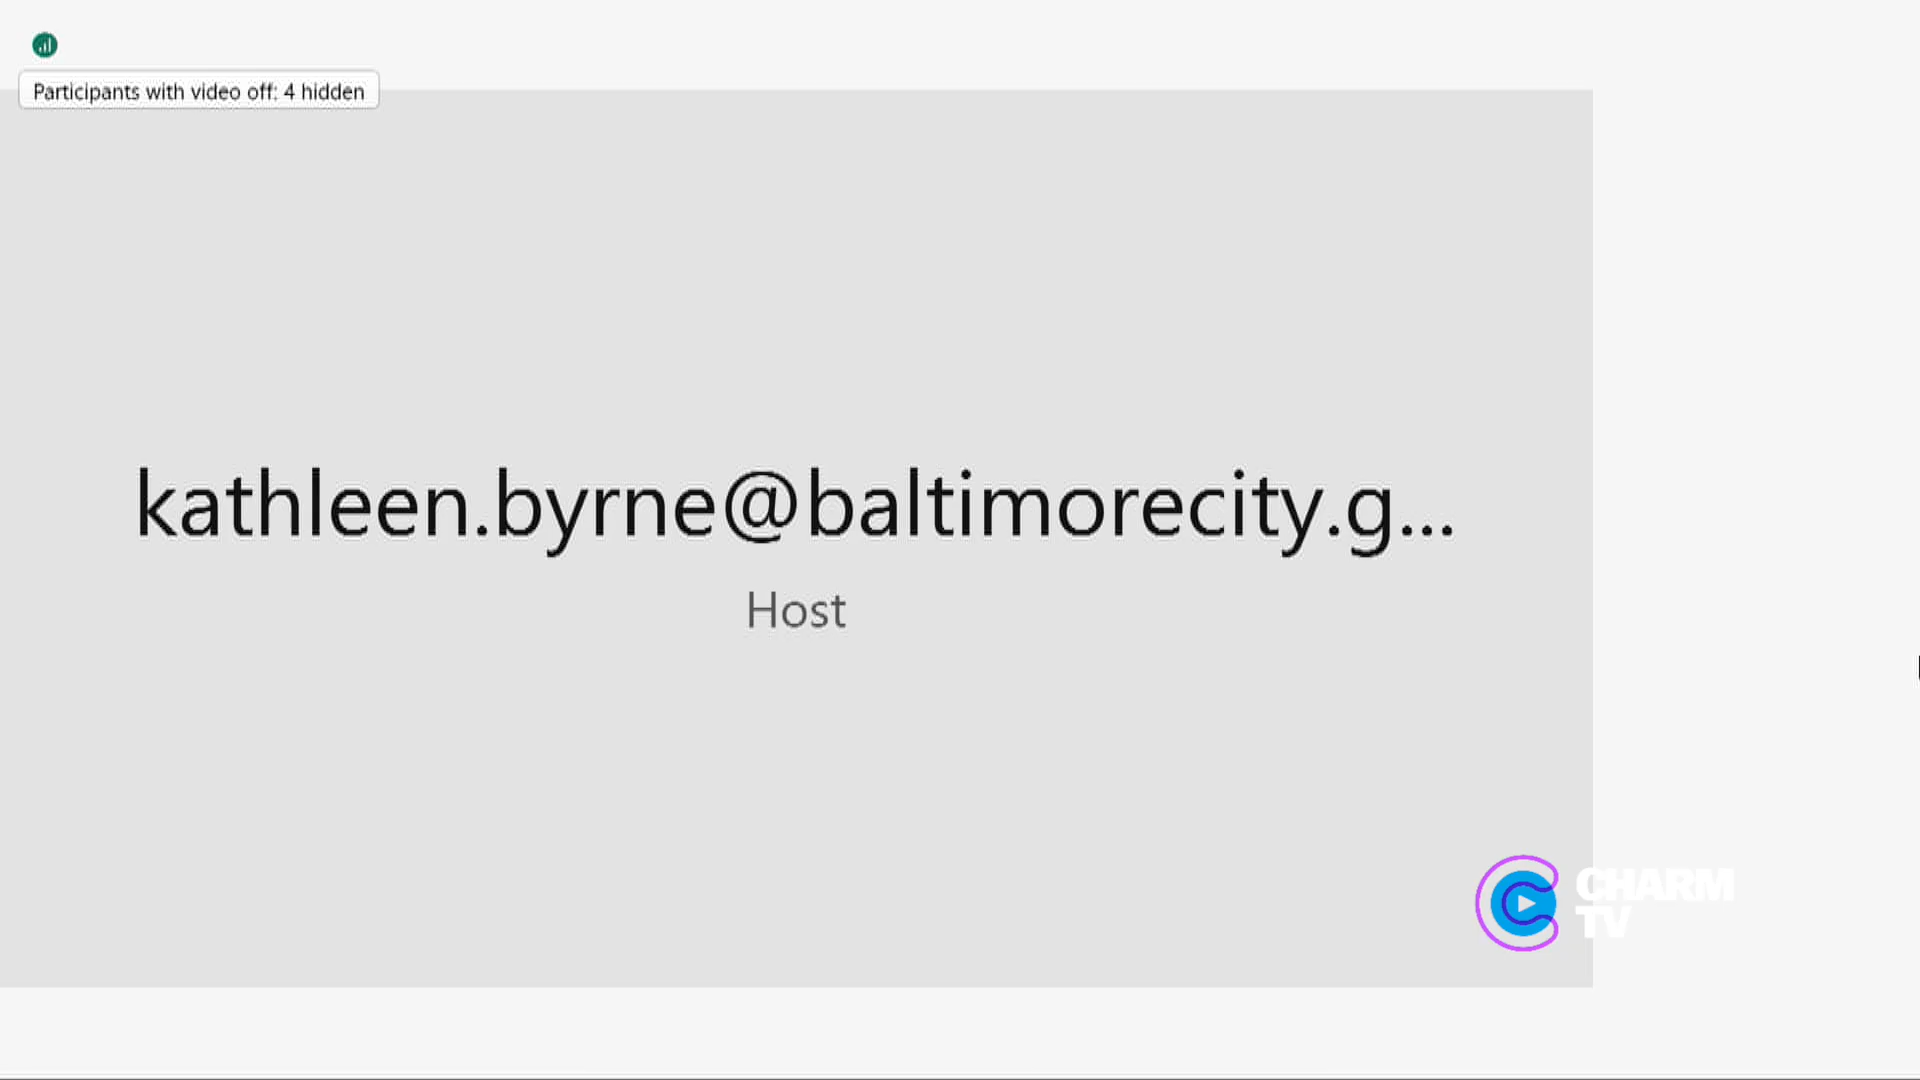 Participants with video off: 4 hidden
kathleen.byrne@baltimorecity.g...
Host
CHARM
TV